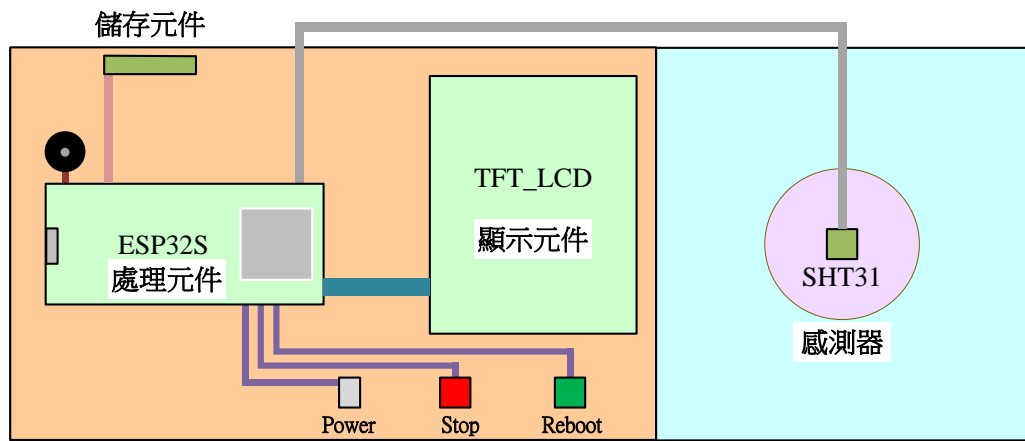 儲存元件
TFT_LCD
顯示元件
ESP32S
處理元件
SHT31
感測器
Power
Stop
Reboot